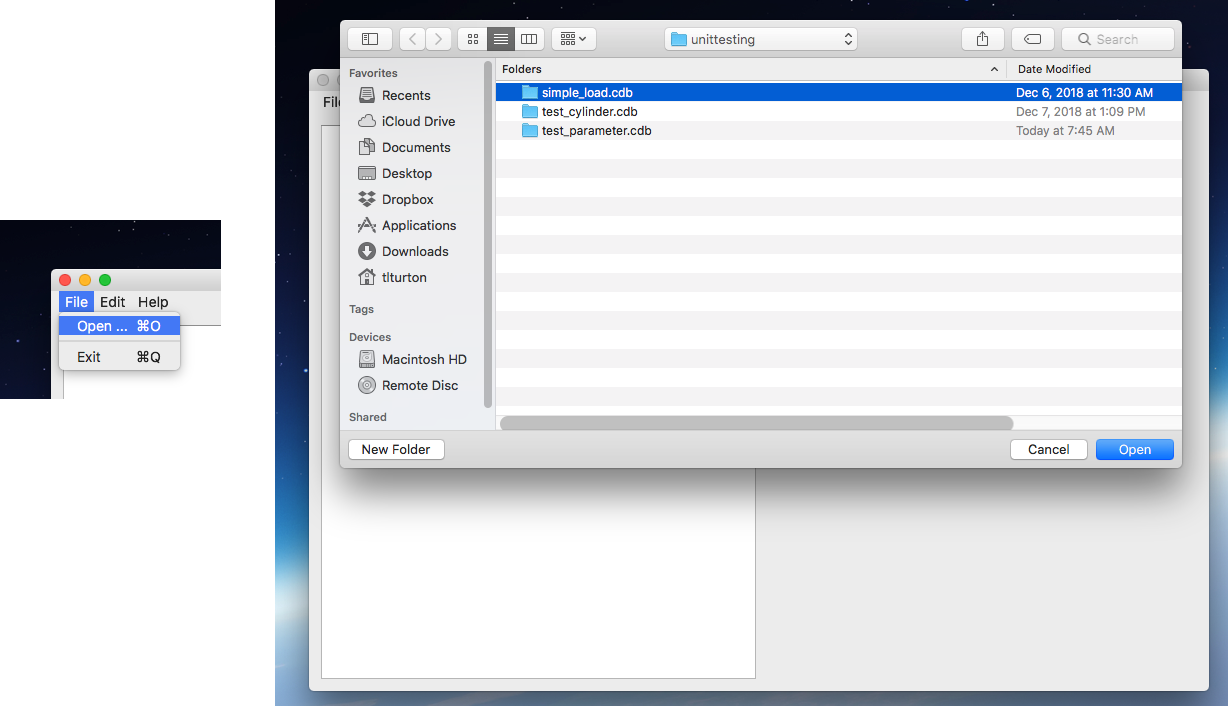 File Edit Help
Open ... ⌘O
Exit ⌘Q
unittesting
Search
File
Favorites
Recents
iCloud Drive
Documents
Desktop
Dropbox
Applications
Downloads
tlturton
Tags
Devices
Macintosh HD
Remote Disc
Shared
Folders Date Modified
simple_load.cdb Dec 6, 2018 at 11:30 AM
test_cylinder.cdb Dec 7, 2018 at 1:09 PM
test_parameter.cdb Today at 7:45 AM
New Folder Cancel Open